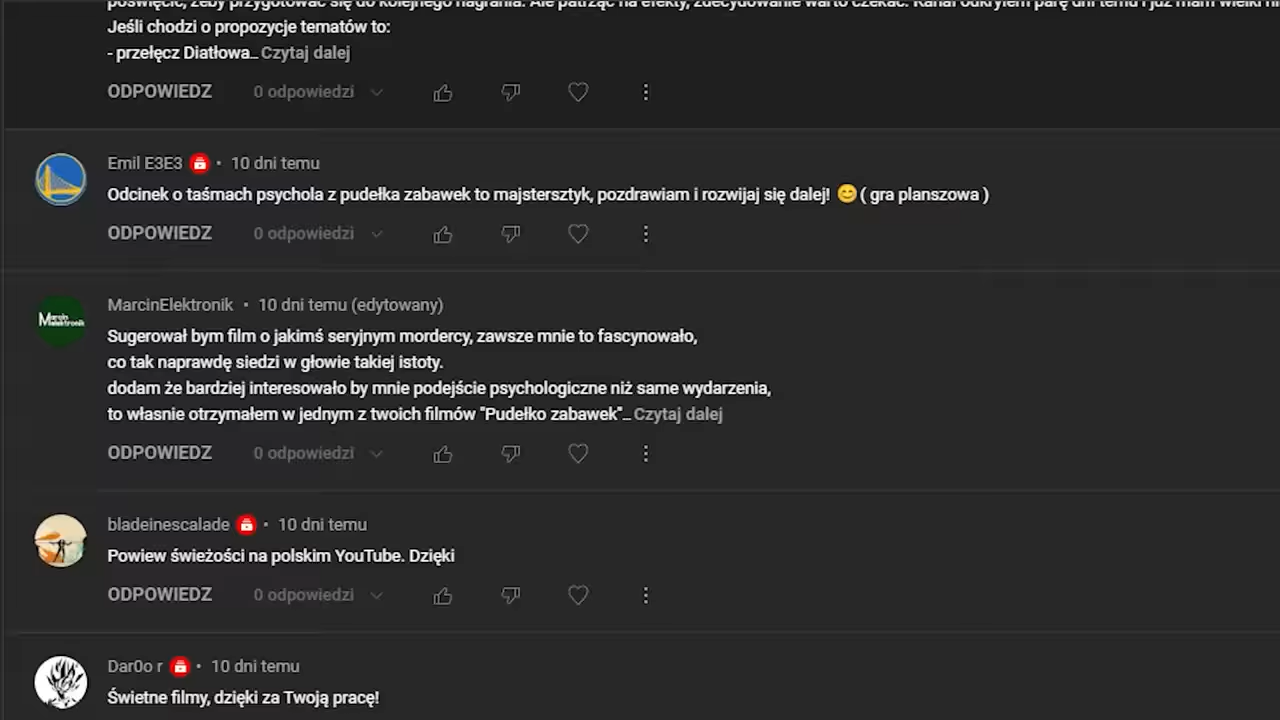 poświęcić, żeby przygotować się do kolejnego nagrania. Ale patrząc na efekty, zdecydowanie warto czekać. Kanał odkryłem parę dni temu i już mam wielki
Jeśli chodzi o propozycje tematów to:
- przełęcz Diatłowa... Czytaj dalej
ODPOWIEDZ 0 odpowiedzi
Emil E3E3 • 10 dni temu
Odcinek o taśmach psychola z pudełka zabawek to majstersztyk, pozdrawiam i rozwijaj się dalej! 😊 ( gra planszowa )
ODPOWIEDZ 0 odpowiedzi
MarcinElektronik • 10 dni temu (edytowany)
Sugerował bym film o jakimś seryjnym mordercy, zawsze mnie to fascynowało,
co tak naprawdę siedzi w głowie takiej istoty.
dodam że bardziej interesowało by mnie podejście psychologiczne niż same wydarzenia,
to własnie otrzymałem w jednym z twoich filmów "Pudełko zabawek"... Czytaj dalej
ODPOWIEDZ 0 odpowiedzi
bladeinescalade • 10 dni temu
Powiew świeżości na polskim YouTube. Dzięki
ODPOWIEDZ 0 odpowiedzi
Dar0o r • 10 dni temu
Świetne filmy, dzięki za Twoją pracę!